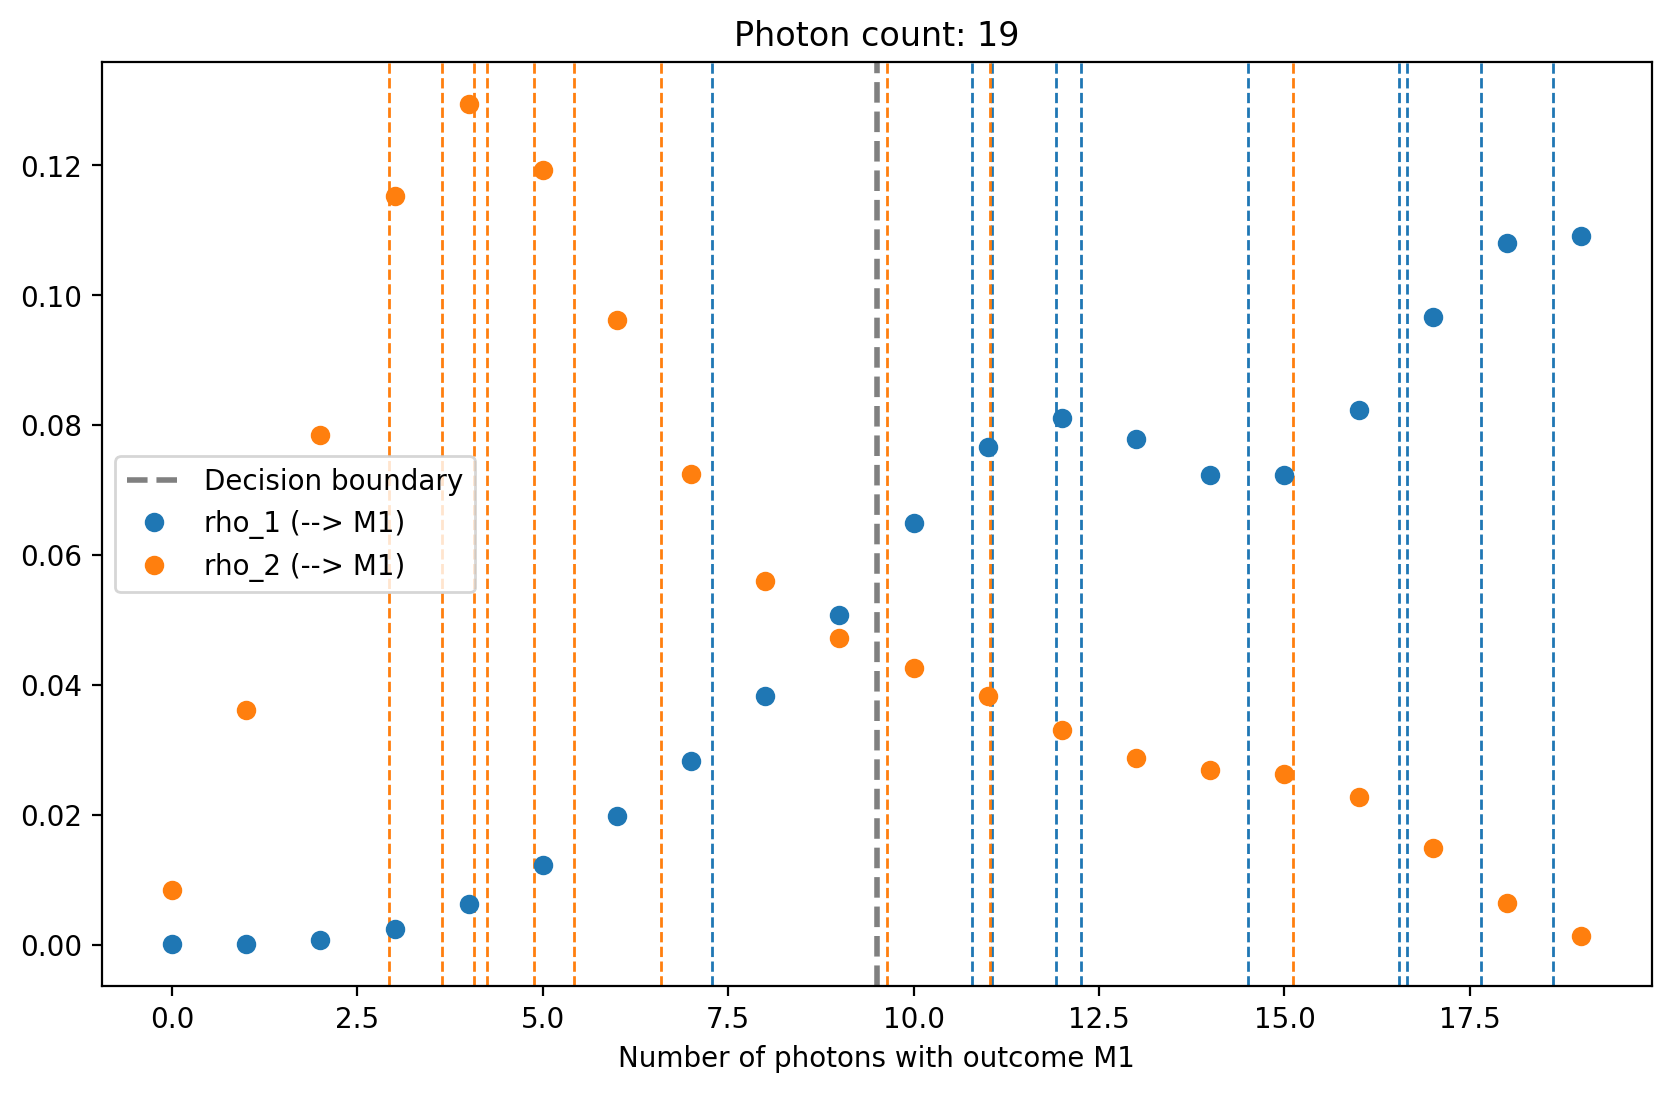 Photon count: 19
0.12
0.10
0.08
0.06
0.04
0.02
0.00
Decision boundary
rho_1 (--> M1)
rho_2 (--> M1)
0.0 2.5 5.0 7.5 10.0 12.5 15.0 17.5
Number of photons with outcome M1